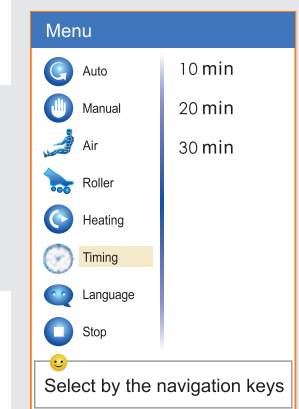 Menu
Auto
Manual
Air
Roller
Heating
Timing
Language
Stop
10 min
20 min
30 min
Select by the navigation keys